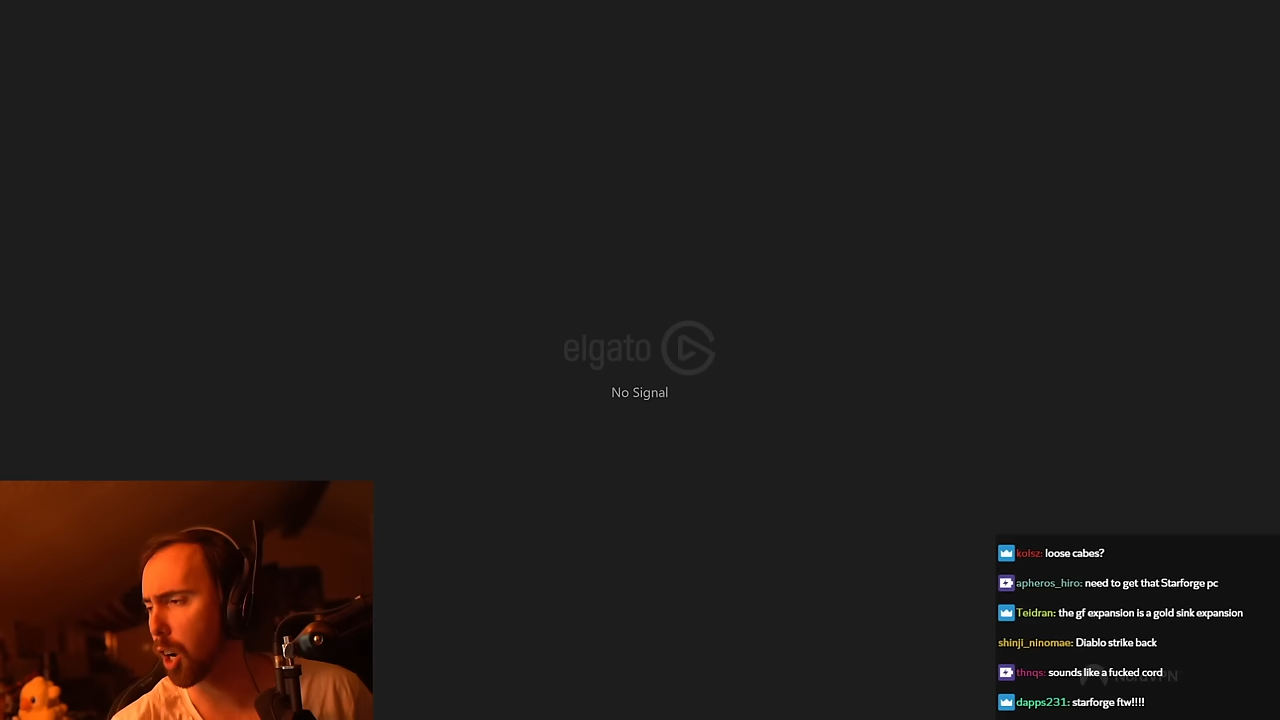 elgato
No Signal
kolsz: loose cabes?
apheros_hiro: need to get that Starforge pc
Teidran: the gf expansion is a gold sink expansion
shinji_ninomae: Diablo strike back
thnqs: sounds like a fucked cord
dapps231: starforge ftw!!!!